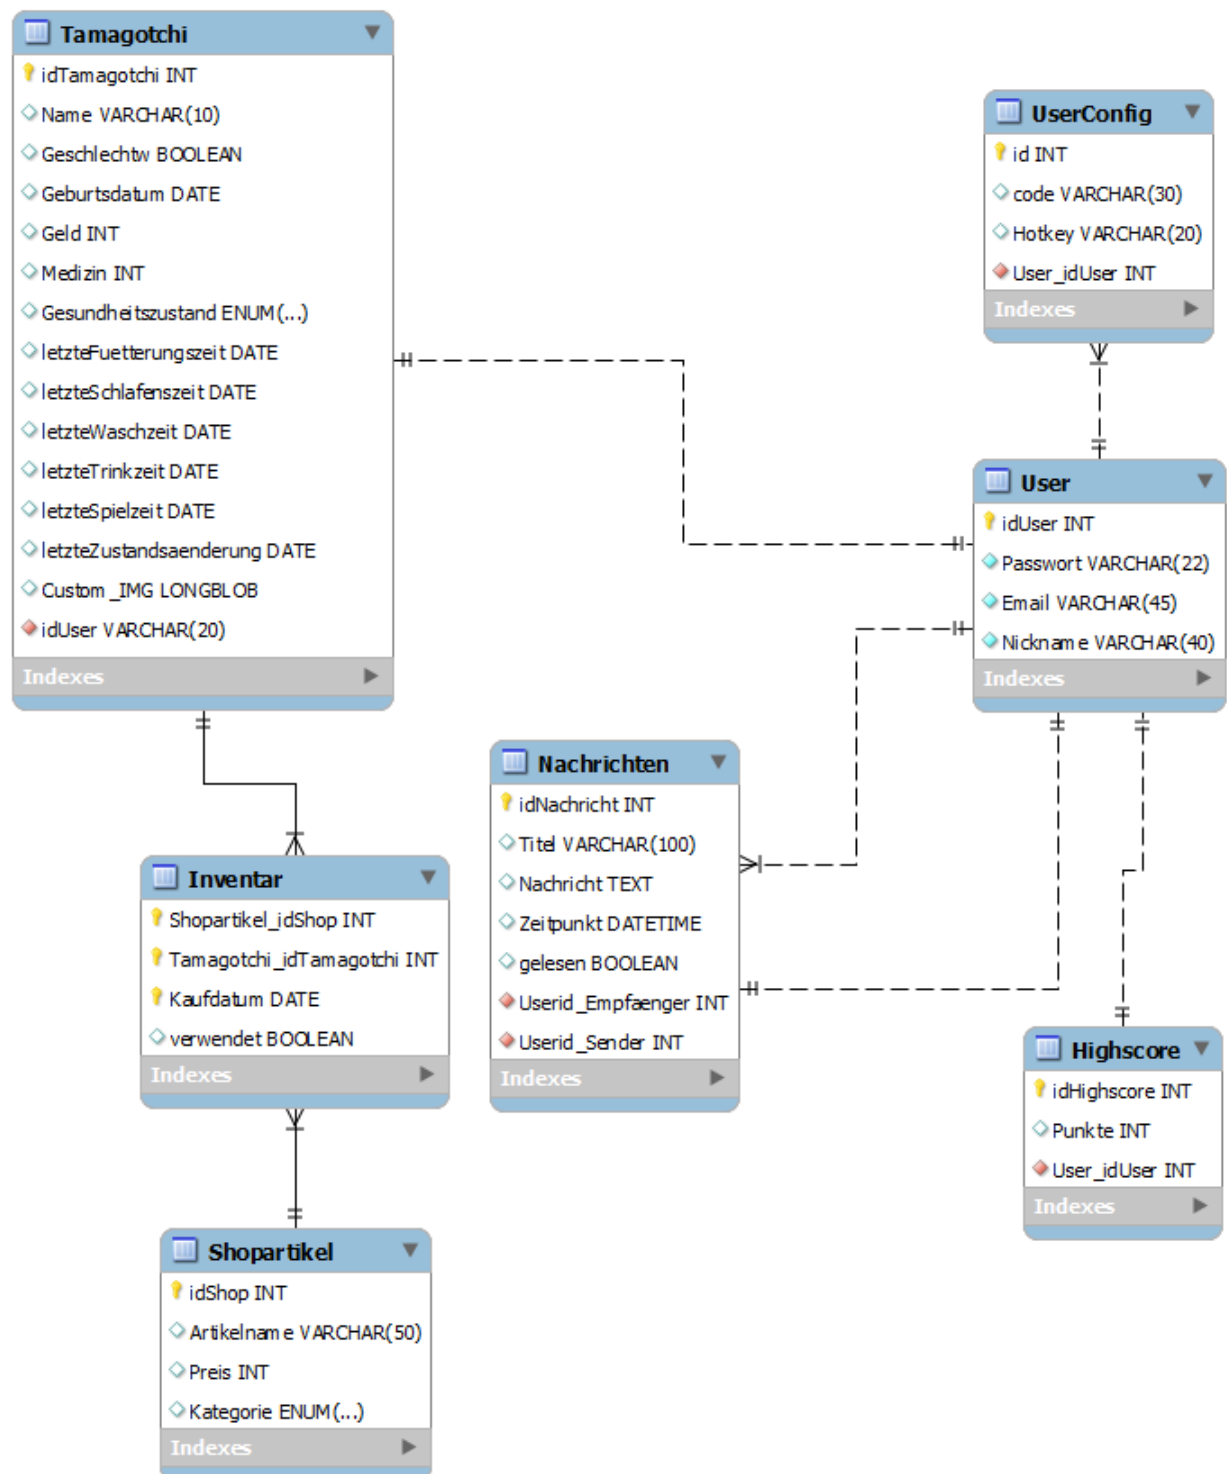 Tamagotchi
idTamagotchi INT
Name VARCHAR(10)
Geschlechtw BOOLEAN
Geburtsdatum DATE
Geld INT
Medizin INT
Gesundheitszustand ENUM(...)
letzteFuetterungszeit DATE
letzteSchlafenszeit DATE
letzteWaschzeit DATE
letzteTrinkzeit DATE
letzteSpielzeit DATE
letzteZustandsaenderung DATE
Custom_IMG LONGBLOB
idUser VARCHAR(20)
Indexes
UserConfig
id INT
code VARCHAR(30)
Hotkey VARCHAR(20)
User_idUser INT
Indexes
User
idUser INT
Passwort VARCHAR(22)
Email VARCHAR(45)
Nickname VARCHAR(40)
Indexes
Nachrichten
idNachricht INT
Titel VARCHAR(100)
Nachricht TEXT
Zeitpunkt DATETIME
gelesen BOOLEAN
Userid_Empfaenger INT
Userid_Sender INT
Indexes
Inventar
Shopartikel_idShop INT
Tamagotchi_idTamagotchi INT
Kaufdatum DATE
verwendet BOOLEAN
Indexes
Highscore
idHighscore INT
Punkte INT
User_idUser INT
Indexes
Shopartikel
idShop INT
Artikelname VARCHAR(50)
Preis INT
Kategorie ENUM(...)
Indexes